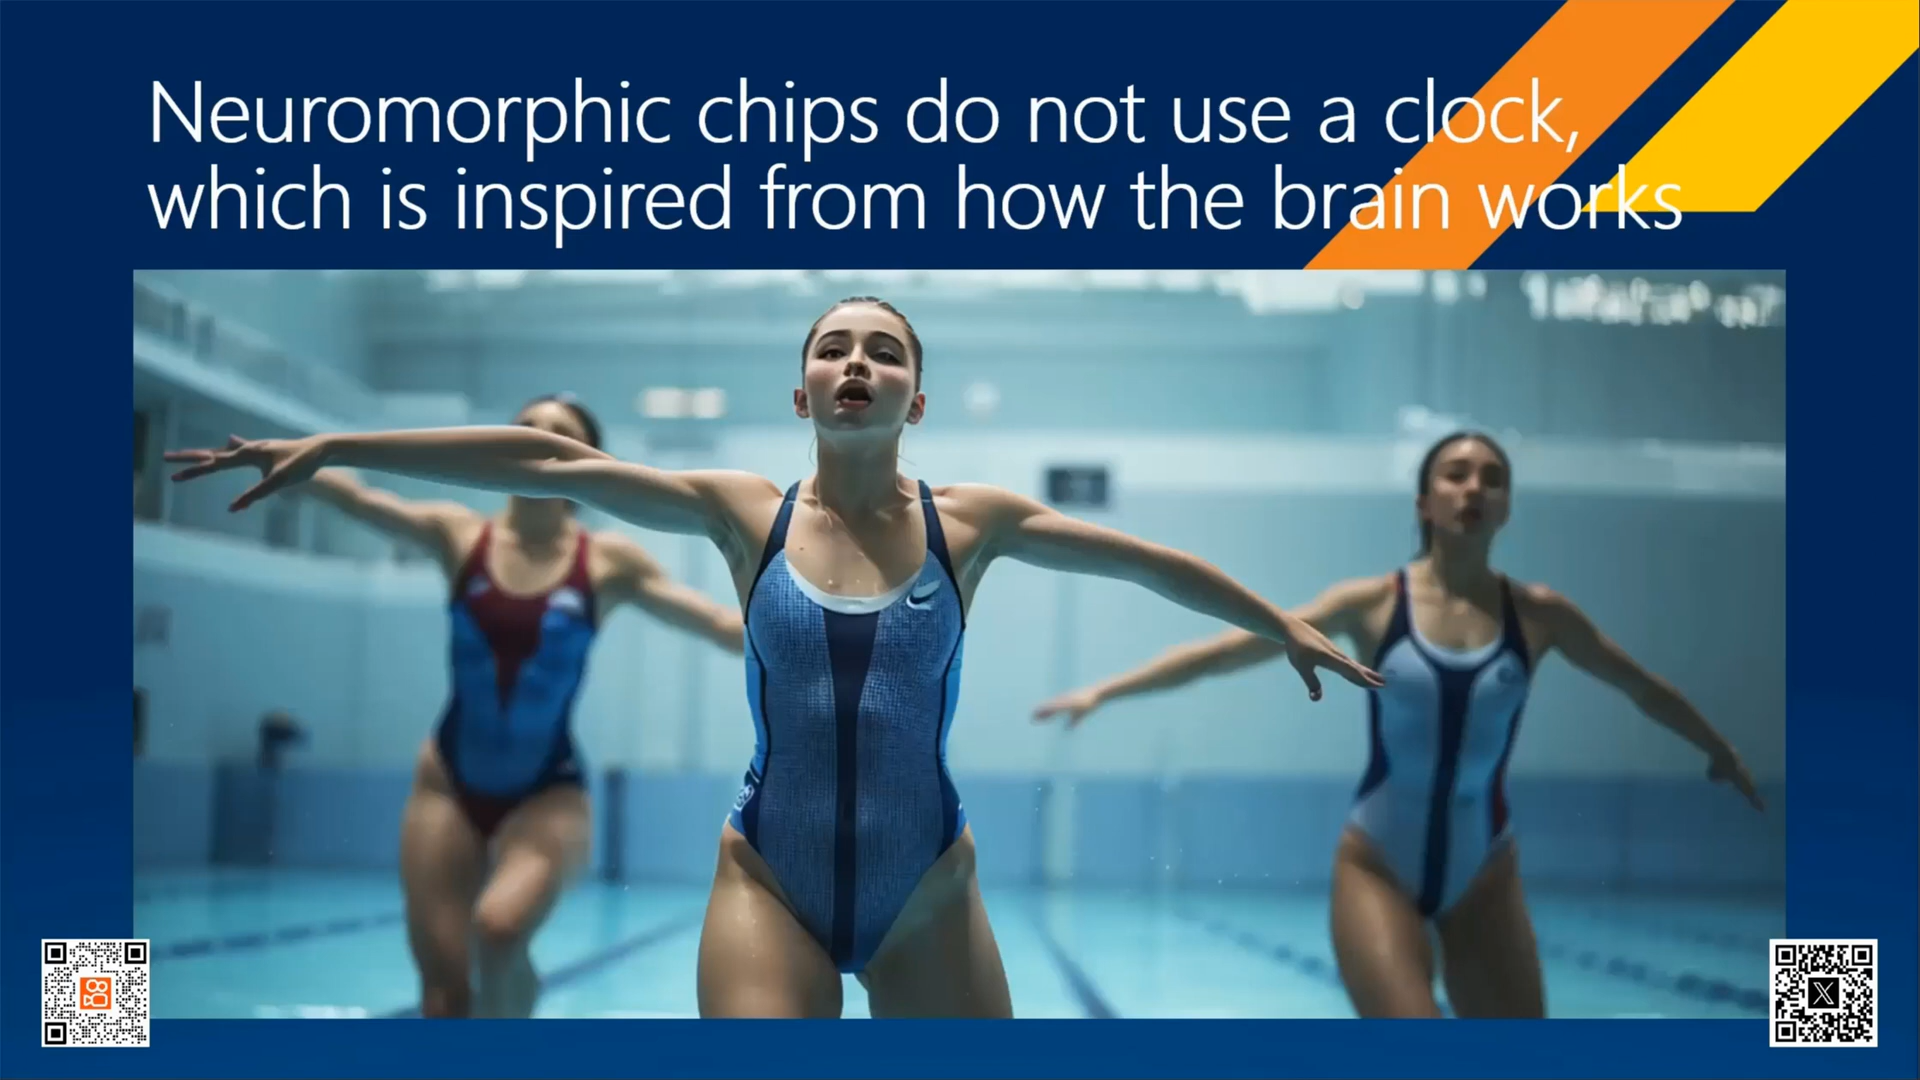 Neuromorphic chips do not use a clock,
which is inspired from how the brain works